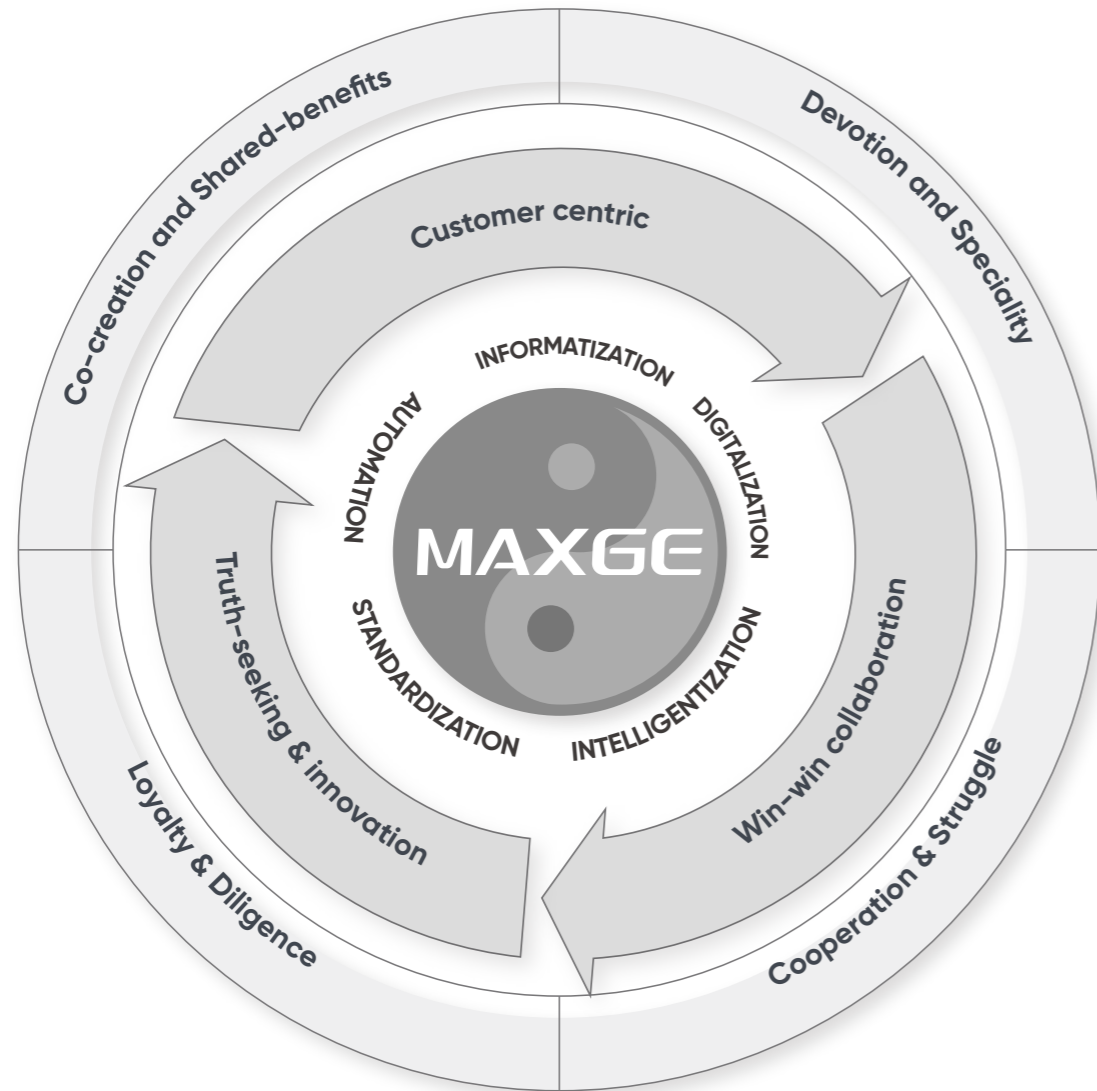 Co-creation and Shared-benefits
Devotion and Speciality
Customer centric
INFORMATIZATION
AUTOMATION
DIGITALIZATION
MAXGE
STANDARDIZATION
INTELLIGENTIZATION
Truth-seeking & innovation
Win-win collaboration
Loyalty & Diligence
Cooperation & Struggle